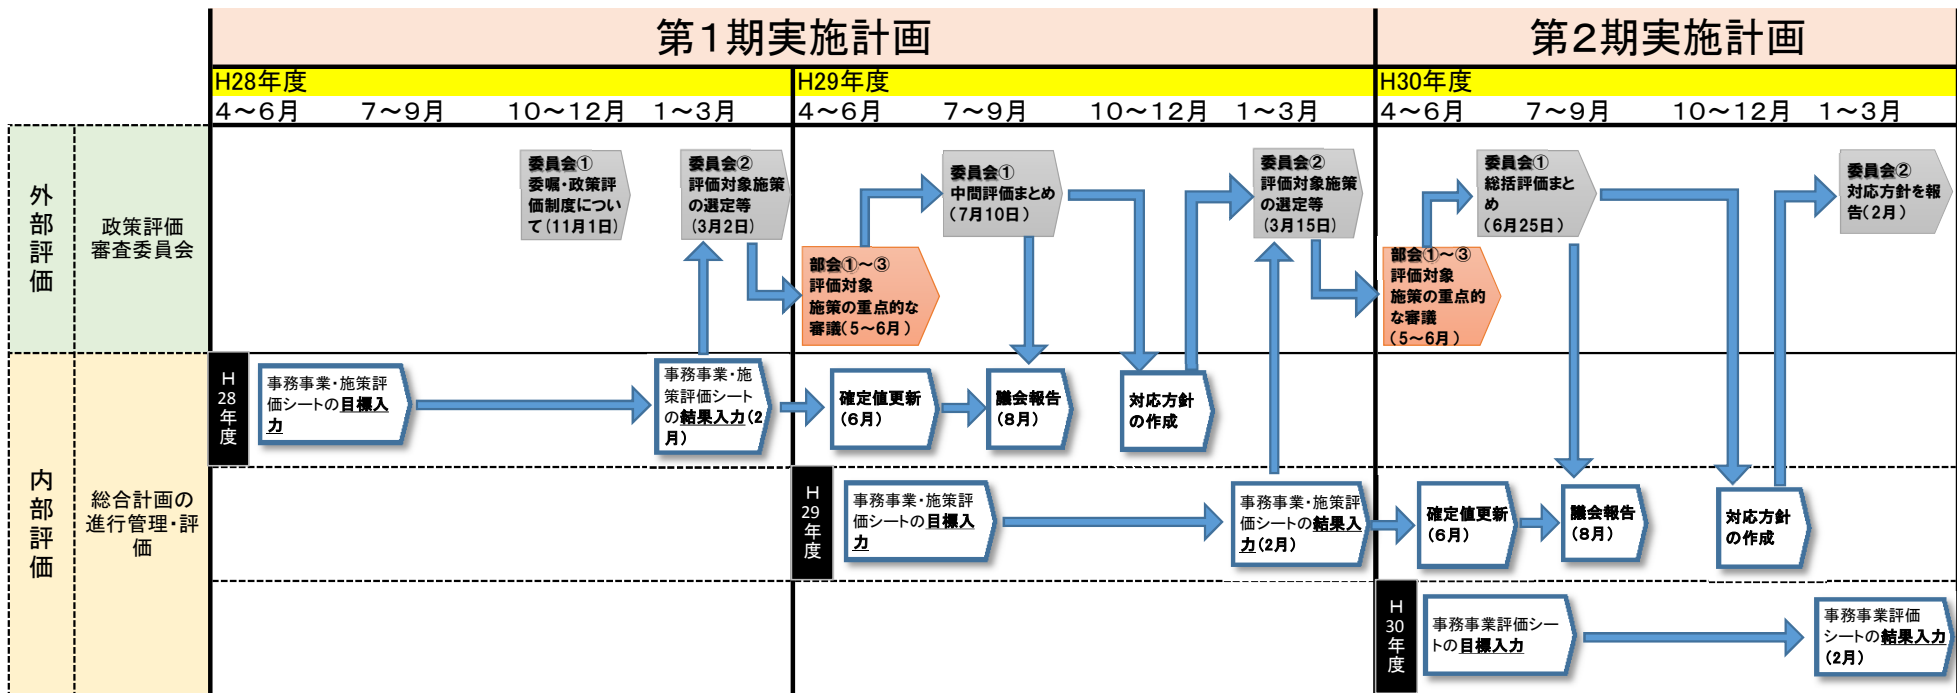 第1期実施計画
第2期実施計画
H28年度
H29年度
H30年度
4～6月
7～9月
10～12月
1～3月
4～6月
7～9月
10～12月
1～3月
4～6月
7～9月
10～12月
1～3月
外部評価
政策評価
審査委員会
委員会①
委嘱・政策評
価制度につい
て(11月1日)
委員会②
評価対象施策
の選定等
(3月2日)
部会①～③
評価対象
施策の重点的な
審議(5～6月)
委員会①
中間評価まとめ
(7月10日)
委員会②
評価対象施策
の選定等
(3月15日)
部会①～③
評価対象
施策の重点的
な審議
(5～6月)
委員会①
総括評価まと
め
(6月25日)
委員会②
対応方針を報
告(2月)
内部評価
総合計画の
進行管理・評
価
H28年度
事務事業・施策評
価シートの目標入
力
事務事業・施
策評価シート
の結果入力(2
月)
確定値更新
(6月)
議会報告
(8月)
対応方針
の作成
H29年度
事務事業・施策評
価シートの目標入
力
事務事業・施策評
価シートの結果入
力(2月)
確定値更新
(6月)
議会報告
(8月)
対応方針
の作成
H30年度
事務事業評価シー
トの目標入力
事務事業評価
シートの結果入力
(2月)